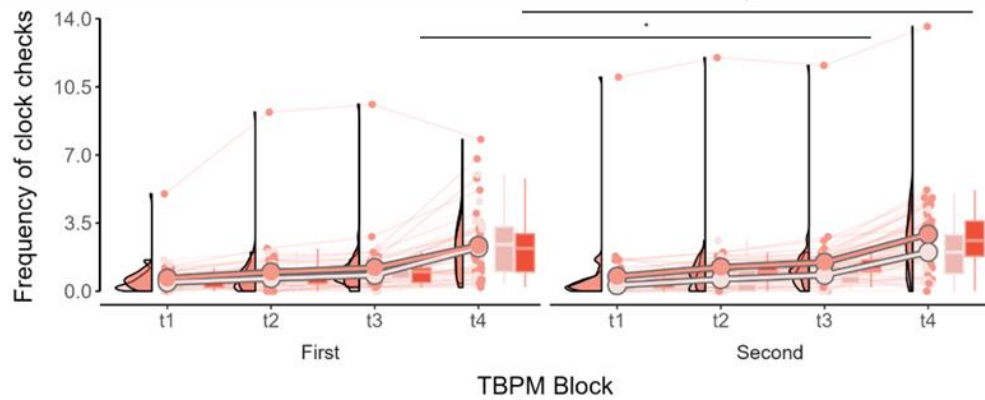 Frequency of clock checks
14.0
10.5
7.0
3.5
0.0
t1 t2 t3 t4 t1 t2 t3 t4
First Second
TBPM Block